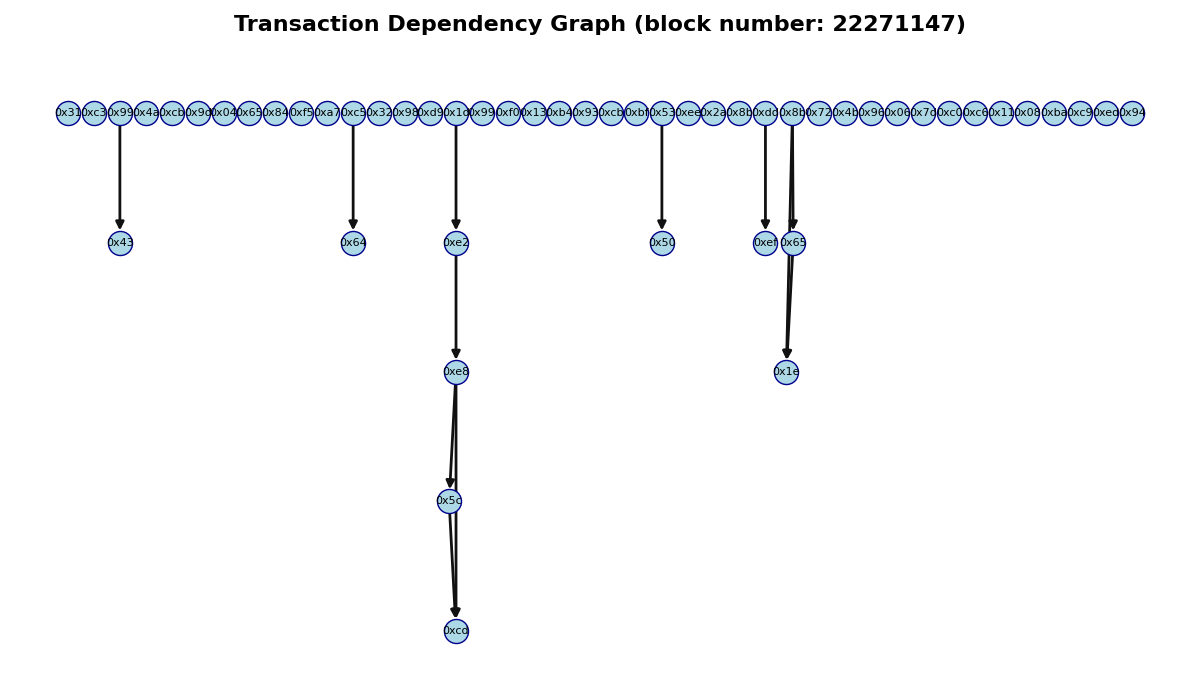 Transaction Dependency Graph (block number: 22271147)
0x31 0xc3 0x99 0x4a 0xcb 0x9d 0x04 0x65 0x84 0xf5 0xa7 0xc5 0x32 0x98 0xd9 0x1d 0x99 0xf0 0x13 0xb4 0x93 0xcb 0xbf 0x53 0xee 0x2a 0x8b 0xdc 0x8b 0x72 0x4b 0x96 0x06 0x7d 0xc0 0xc6 0x11 0x08 0xba 0xc9 0xed 0x94
0x43 0x64 0xe2 0x50 0xef 0x65
0xe8 0x1e
0x5c
0xcd